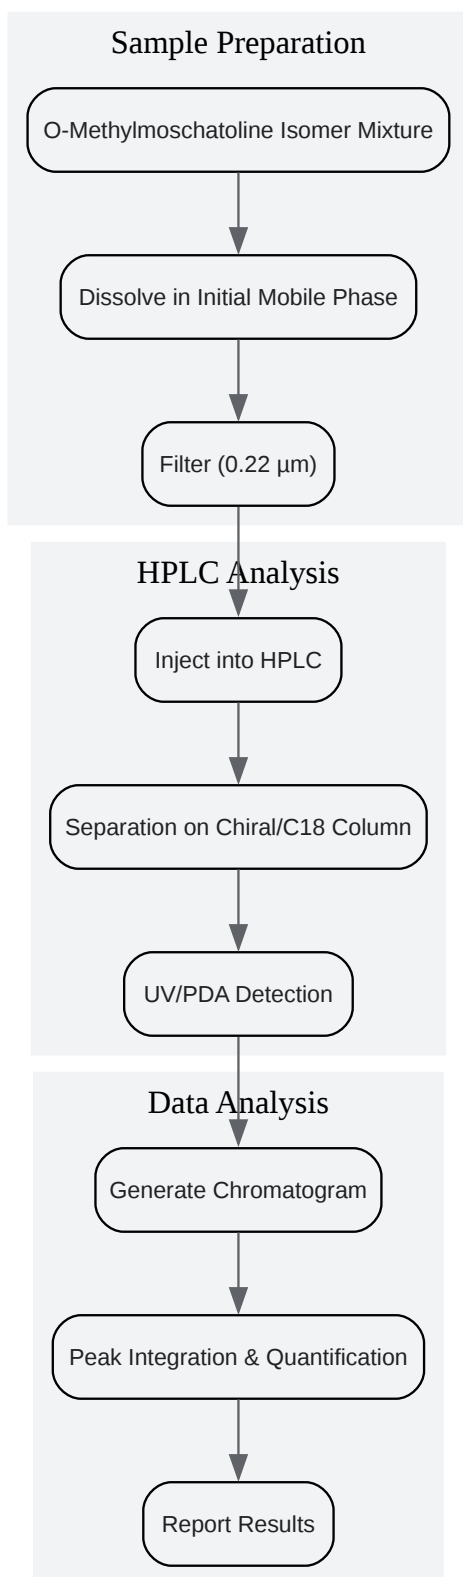 Sample Preparation
O-Methylmoschatoline Isomer Mixture
Dissolve in Initial Mobile Phase
Filter (0.22 µm)
HPLC Analysis
Inject into HPLC
Separation on Chiral/C18 Column
UV/PDA Detection
Data Analysis
Generate Chromatogram
Peak Integration & Quantification
Report Results